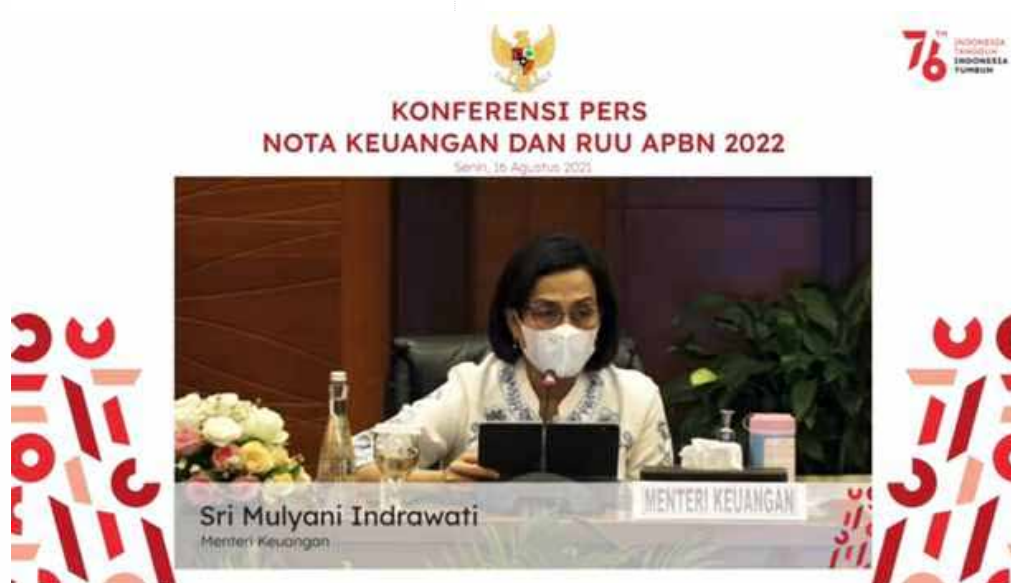 KONFERENSI PERS
NOTA KEUANGAN DAN RUU APBN 2022
Senin, 16 Agustus 2021
76 TH
INDONESIA
TANGGUH
INDONESIA
TUMBUH
MENTERI KEUANGAN
Sri Mulyani Indrawati
Menteri Keuangan